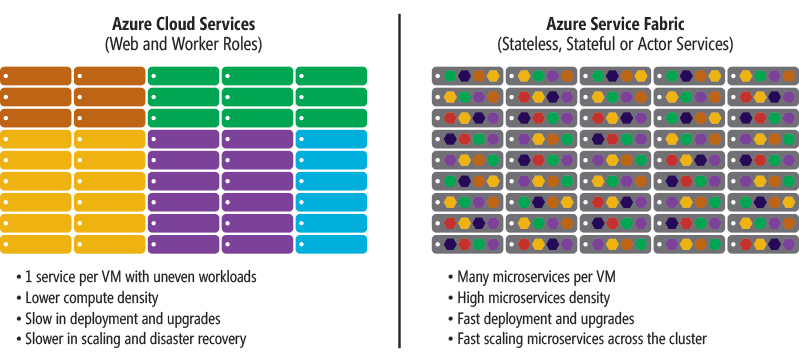 Azure Cloud Services
(Web and Worker Roles)
• 1 service per VM with uneven workloads
• Lower compute density
• Slow in deployment and upgrades
• Slower in scaling and disaster recovery
Azure Service Fabric
(Stateless, Stateful or Actor Services)
• Many microservices per VM
• High microservices density
• Fast deployment and upgrades
• Fast scaling microservices across the cluster